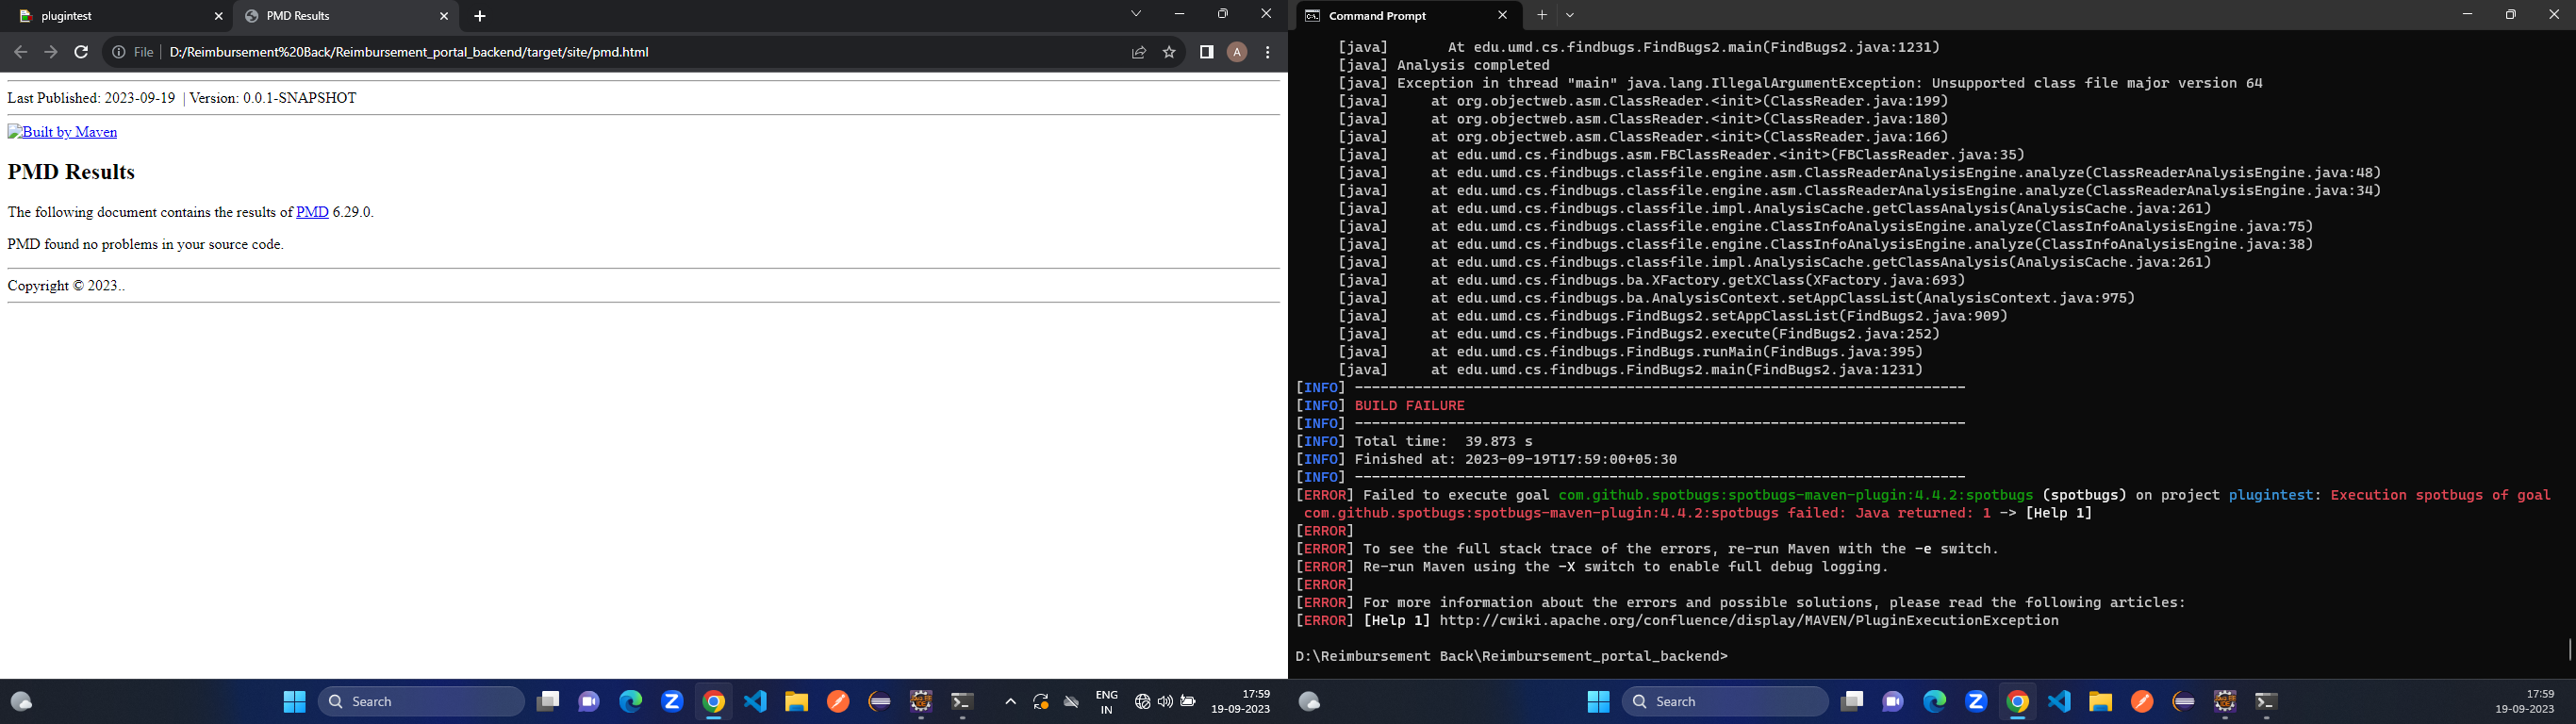 plugintest
PMD Results
File
D:/Reimbursement%20Back/Reimbursement_portal_backend/target/site/pmd.html
A
Last Published: 2023-09-19 | Version: 0.0.1-SNAPSHOT
Built by Maven
PMD Results
The following document contains the results of PMD 6.29.0.
PMD found no problems in your source code.
Copyright © 2023..
Search
ENG
IN
17:59
19-09-2023
Command Prompt
[java]       At edu.umd.cs.findbugs.FindBugs2.main(FindBugs2.java:1231)
[java] Analysis completed
[java] Exception in thread "main" java.lang.IllegalArgumentException: Unsupported class file major version 64
[java]     at org.objectweb.asm.ClassReader.<init>(ClassReader.java:199)
[java]     at org.objectweb.asm.ClassReader.<init>(ClassReader.java:180)
[java]     at org.objectweb.asm.ClassReader.<init>(ClassReader.java:166)
[java]     at edu.umd.cs.findbugs.asm.FBClassReader.<init>(FBClassReader.java:35)
[java]     at edu.umd.cs.findbugs.classfile.engine.asm.ClassReaderAnalysisEngine.analyze(ClassReaderAnalysisEngine.java:48)
[java]     at edu.umd.cs.findbugs.classfile.engine.asm.ClassReaderAnalysisEngine.analyze(ClassReaderAnalysisEngine.java:34)
[java]     at edu.umd.cs.findbugs.classfile.impl.AnalysisCache.getClassAnalysis(AnalysisCache.java:261)
[java]     at edu.umd.cs.findbugs.classfile.engine.ClassInfoAnalysisEngine.analyze(ClassInfoAnalysisEngine.java:75)
[java]     at edu.umd.cs.findbugs.classfile.engine.ClassInfoAnalysisEngine.analyze(ClassInfoAnalysisEngine.java:38)
[java]     at edu.umd.cs.findbugs.classfile.impl.AnalysisCache.getClassAnalysis(AnalysisCache.java:261)
[java]     at edu.umd.cs.findbugs.ba.XFactory.getXClass(XFactory.java:693)
[java]     at edu.umd.cs.findbugs.ba.AnalysisContext.setAppClassList(AnalysisContext.java:975)
[java]     at edu.umd.cs.findbugs.FindBugs2.setAppClassList(FindBugs2.java:909)
[java]     at edu.umd.cs.findbugs.FindBugs2.execute(FindBugs2.java:252)
[java]     at edu.umd.cs.findbugs.FindBugs.runMain(FindBugs.java:395)
[java]     at edu.umd.cs.findbugs.FindBugs2.main(FindBugs2.java:1231)
[INFO] ------------------------------------------------------------------------
[INFO] BUILD FAILURE
[INFO] ------------------------------------------------------------------------
[INFO] Total time:  39.873 s
[INFO] Finished at: 2023-09-19T17:59:00+05:30
[INFO] ------------------------------------------------------------------------
[ERROR] Failed to execute goal com.github.spotbugs:spotbugs-maven-plugin:4.4.2:spotbugs (spotbugs) on project plugintest: Execution spotbugs of goal
com.github.spotbugs:spotbugs-maven-plugin:4.4.2:spotbugs failed: Java returned: 1 -> [Help 1]
[ERROR]
[ERROR] To see the full stack trace of the errors, re-run Maven with the -e switch.
[ERROR] Re-run Maven using the -X switch to enable full debug logging.
[ERROR]
[ERROR] For more information about the errors and possible solutions, please read the following articles:
[ERROR] [Help 1] http://cwiki.apache.org/confluence/display/MAVEN/PluginExecutionException
D:\Reimbursement Back\Reimbursement_portal_backend>
Search
17:59
19-09-2023